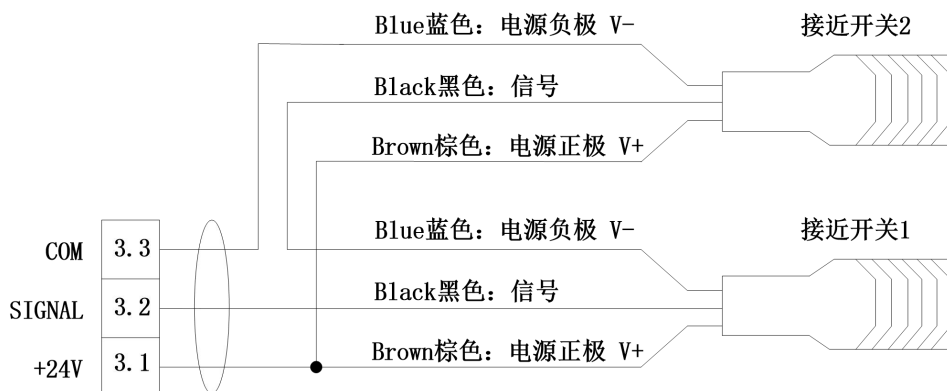 Blue蓝色：电源负极 V-
接近开关2
Black黑色：信号
Brown棕色：电源正极 V+
Blue蓝色：电源负极 V-
接近开关1
COM 3.3
Black黑色：信号
SIGNAL 3.2
Brown棕色：电源正极 V+
+24V 3.1